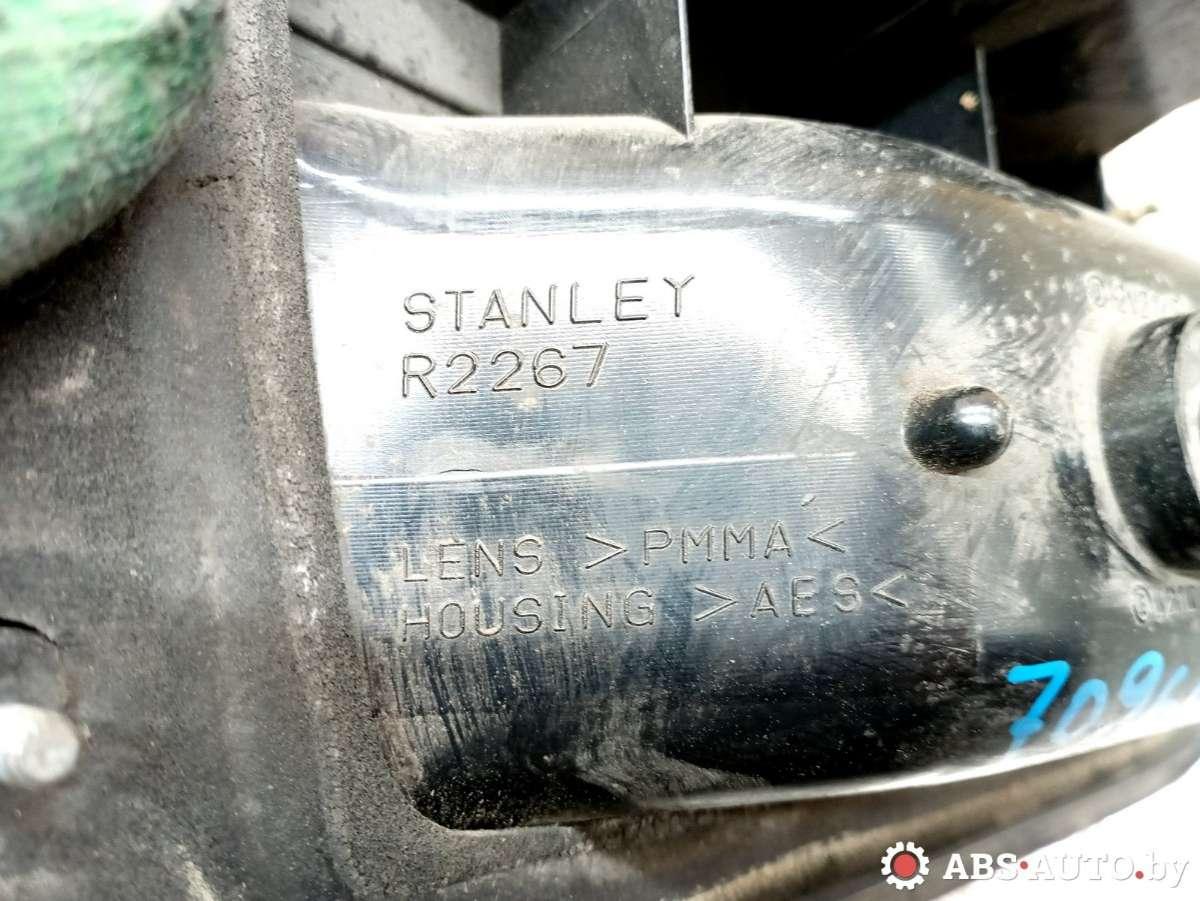 STANLEY
R2267
LENS >PMMA<
HOUSING >AES<
ABS-AUTO.by